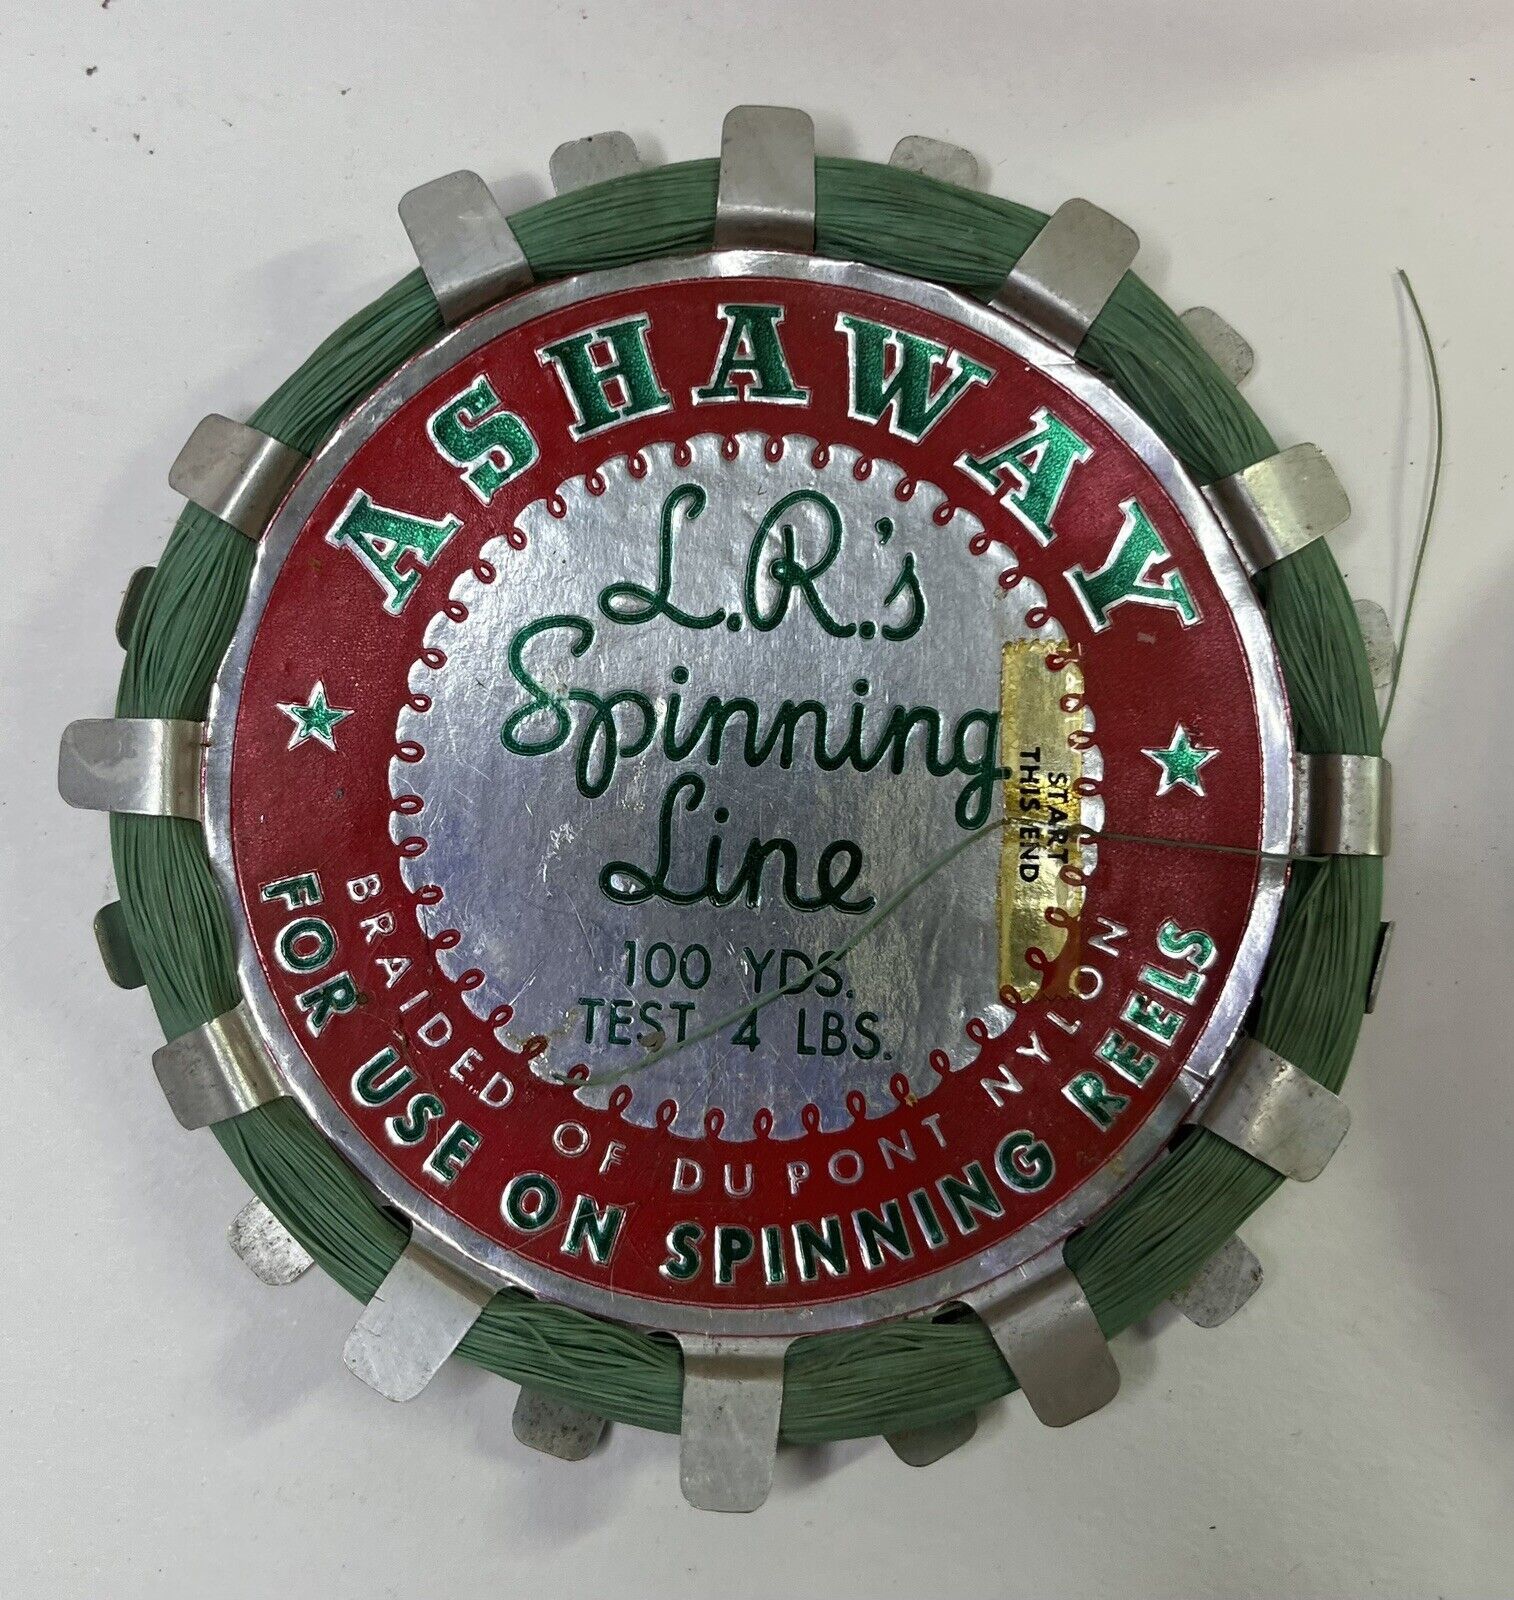 ASHAWAY
L.R.'s
Spinning
Line
100 YDS.
TEST 4 LBS.
START
THIS END
BRAIDED OF DU PONT NYLON
FOR USE ON SPINNING REELS